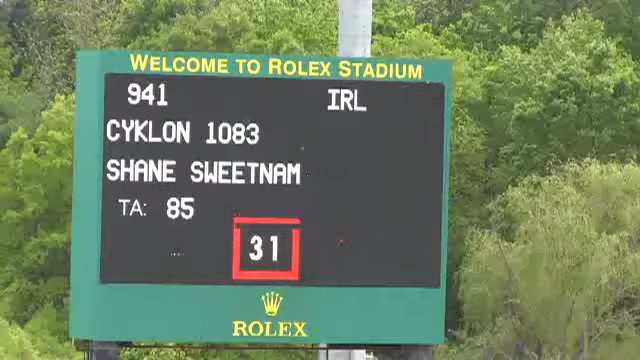 WELCOME TO ROLEX STADIUM
941 IRL
CYKLON 1083
SHANE SWEETNAM
TA: 85
31
ROLEX